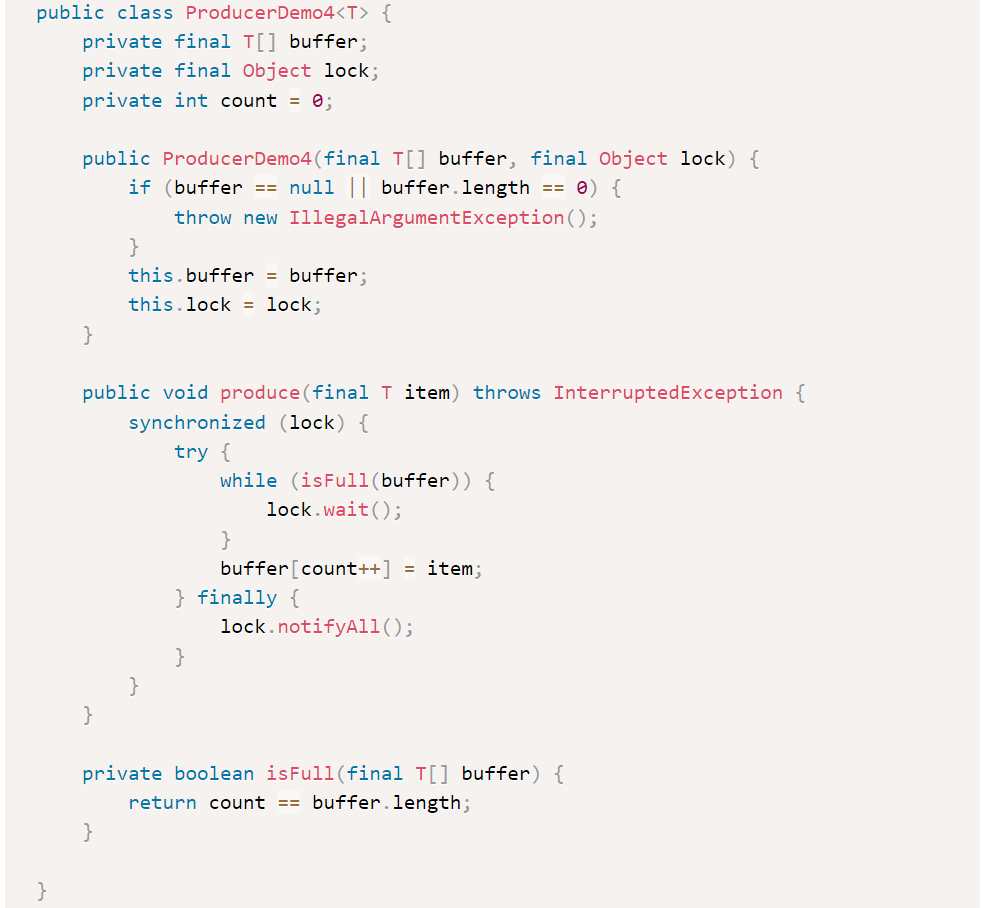 public class ProducerDemo4<T> {
    private final T[] buffer;
    private final Object lock;
    private int count = 0;

    public ProducerDemo4(final T[] buffer, final Object lock) {
        if (buffer == null || buffer.length == 0) {
            throw new IllegalArgumentException();
        }
        this.buffer = buffer;
        this.lock = lock;
    }

    public void produce(final T item) throws InterruptedException {
        synchronized (lock) {
            try {
                while (isFull(buffer)) {
                    lock.wait();
                }
                buffer[count++] = item;
            } finally {
                lock.notifyAll();
            }
        }
    }

    private boolean isFull(final T[] buffer) {
        return count == buffer.length;
    }

}